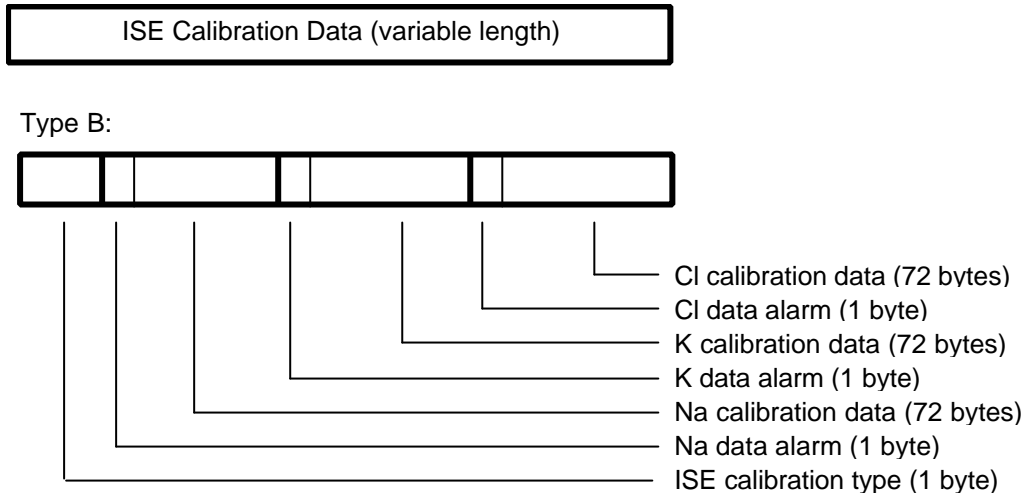 ISE Calibration Data (variable length)
Type B:
Cl calibration data (72 bytes)
Cl data alarm (1 byte)
K calibration data (72 bytes)
K data alarm (1 byte)
Na calibration data (72 bytes)
Na data alarm (1 byte)
ISE calibration type (1 byte)